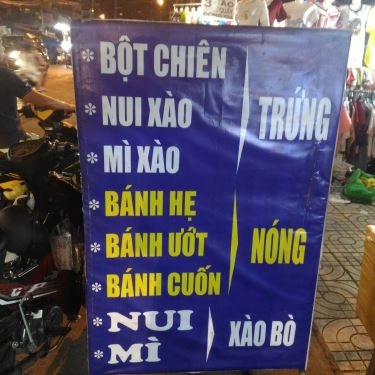 * BỘT CHIÊN
* NUI XÀO
* MÌ XÀO
TRỨNG
* BÁNH HẸ
* BÁNH ƯỚT
* BÁNH CUỐN
NÓNG
* NUI
* MÌ
XÀO BÒ